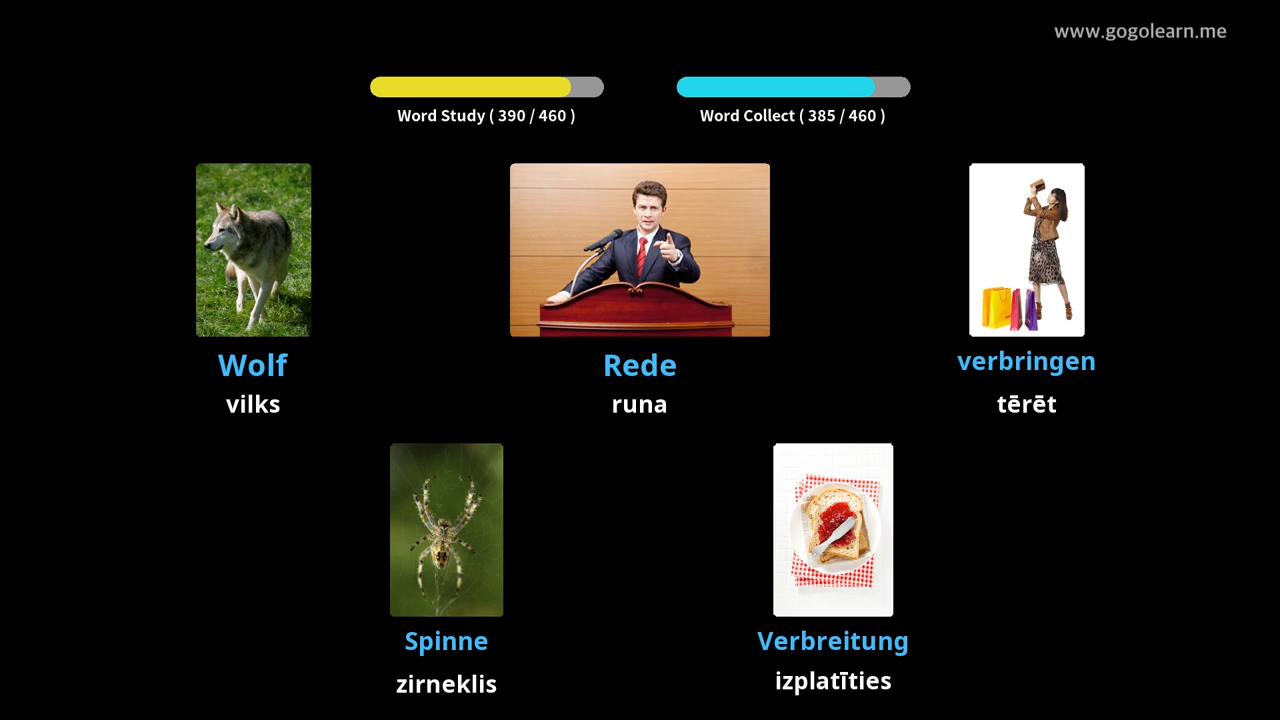 www.gogolearn.me
Word Study ( 390 / 460 )
Word Collect ( 385 / 460 )
Wolf
vilks
Rede
runa
verbringen
tērēt
Spinne
zirneklis
Verbreitung
izplatīties